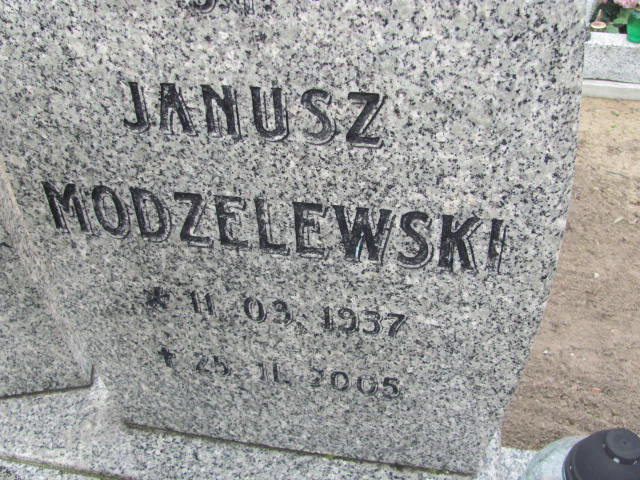 JANUSZ
MODZELEWSKI
* 11.03.1937
† 25.11.2005